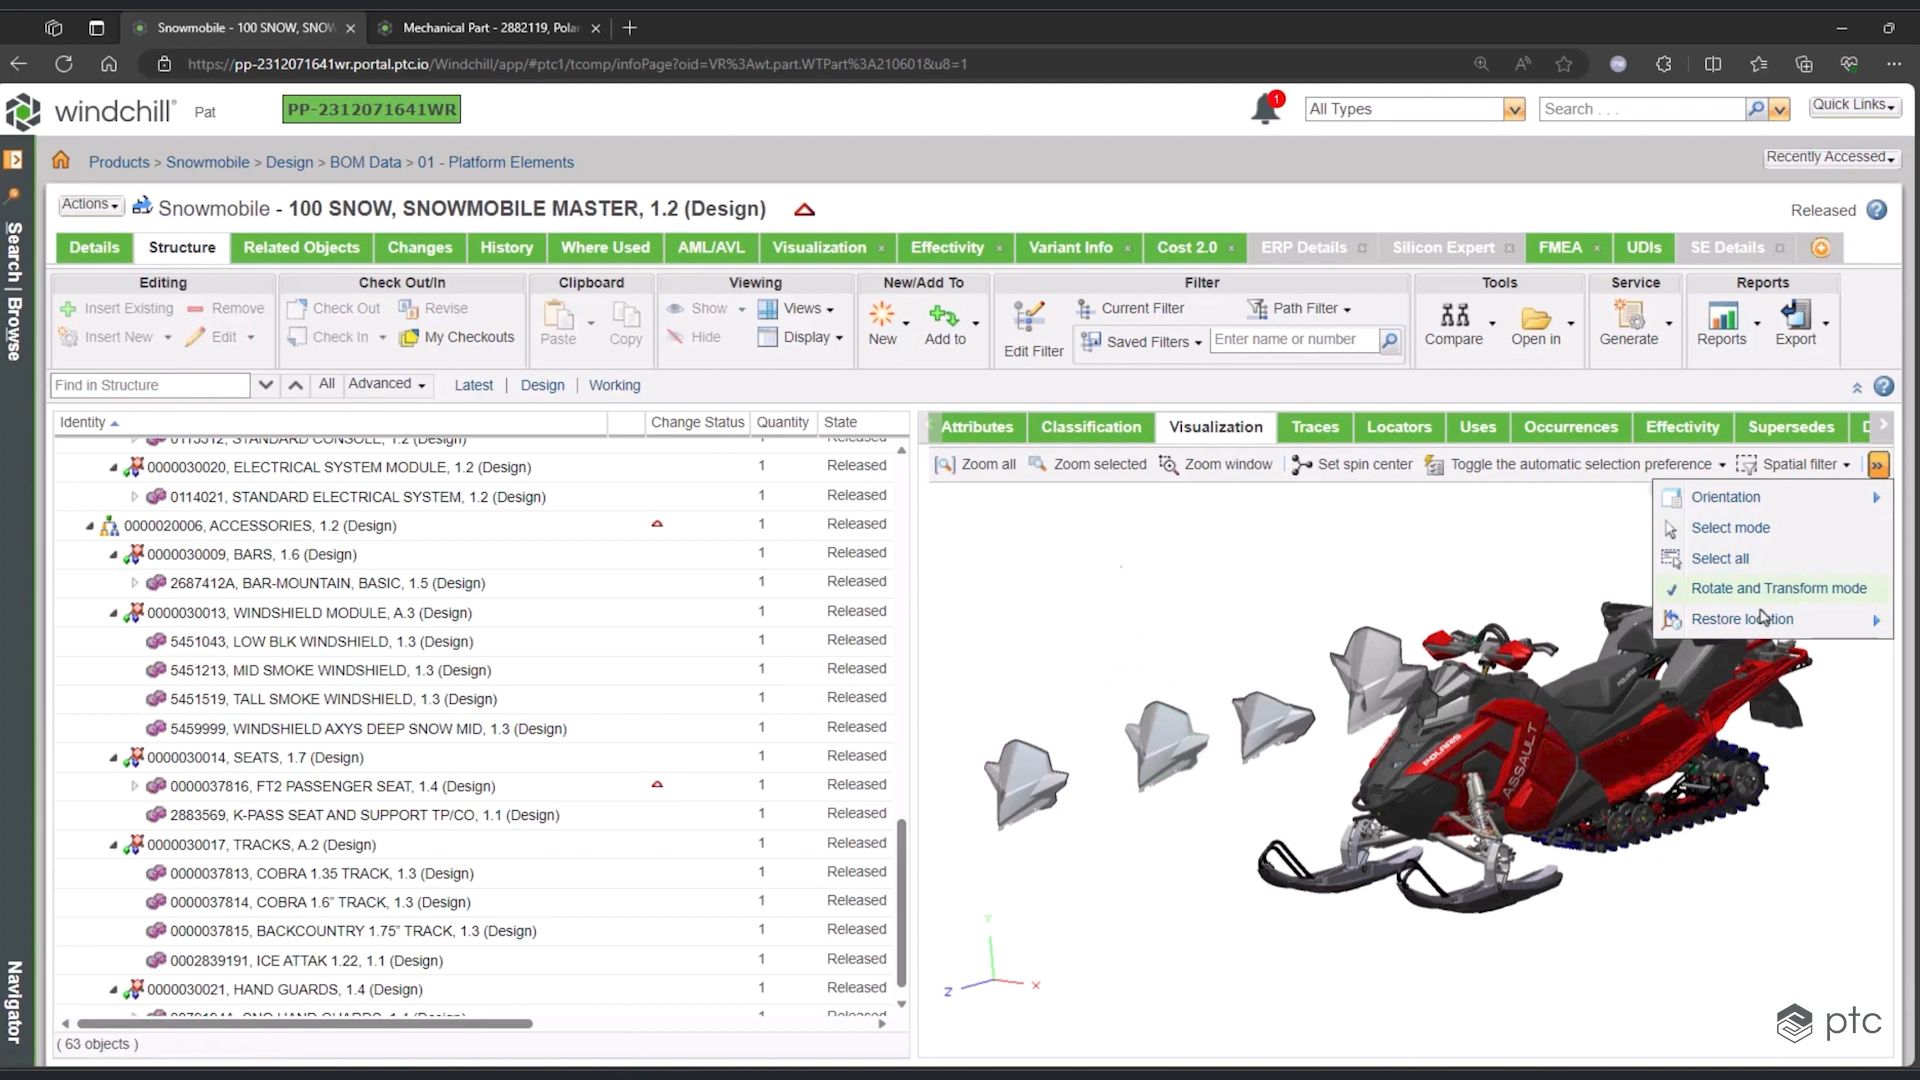 Snowmobile - 100 SNOW, SNOW
Mechanical Part - 2882119, Pola
https://pp-2312071641wr.portal.ptc.io/Windchill/app/#ptc1/tcomp/infoPage?oid=VR%3Awt.part.WTPart%3A210601&u8=1
windchill® Pat PP-2312071641WR
1
All Types
Search . . .
Quick Links
Products > Snowmobile > Design > BOM Data > 01 - Platform Elements
Recently Accessed
Search | Browse
Navigator
Actions Snowmobile - 100 SNOW, SNOWMOBILE MASTER, 1.2 (Design)
Released
Details Structure Related Objects Changes History Where Used AML/AVL Visualization Effectivity Variant Info Cost 2.0 ERP Details Silicon Expert FMEA UDIs SE Details
Editing Check Out/In Clipboard Viewing New/Add To Filter Tools Service Reports
Insert Existing Remove Check Out Revise Show Views Current Filter Path Filter
Insert New Edit Check In My Checkouts Paste Copy Hide Display New Add to Edit Filter Saved Filters Enter name or number Compare Open in Generate Reports Export
Find in Structure All Advanced Latest | Design | Working
Identity Change Status Quantity State
0113312, STANDARD CONSOLE, 1.2 (Design)
0000030020, ELECTRICAL SYSTEM MODULE, 1.2 (Design) 1 Released
0114021, STANDARD ELECTRICAL SYSTEM, 1.2 (Design) 1 Released
0000020006, ACCESSORIES, 1.2 (Design) 1 Released
0000030009, BARS, 1.6 (Design) 1 Released
2687412A, BAR-MOUNTAIN, BASIC, 1.5 (Design) 1 Released
0000030013, WINDSHIELD MODULE, A.3 (Design) 1 Released
5451043, LOW BLK WINDSHIELD, 1.3 (Design) 1 Released
5451213, MID SMOKE WINDSHIELD, 1.3 (Design) 1 Released
5451519, TALL SMOKE WINDSHIELD, 1.3 (Design) 1 Released
5459999, WINDSHIELD AXYS DEEP SNOW MID, 1.3 (Design) 1 Released
0000030014, SEATS, 1.7 (Design) 1 Released
0000037816, FT2 PASSENGER SEAT, 1.4 (Design) 1 Released
2883569, K-PASS SEAT AND SUPPORT TP/CO, 1.1 (Design) 1 Released
0000030017, TRACKS, A.2 (Design) 1 Released
0000037813, COBRA 1.35 TRACK, 1.3 (Design) 1 Released
0000037814, COBRA 1.6” TRACK, 1.3 (Design) 1 Released
0000037815, BACKCOUNTRY 1.75” TRACK, 1.3 (Design) 1 Released
0002839191, ICE ATTAK 1.22, 1.1 (Design) 1 Released
0000030021, HAND GUARDS, 1.4 (Design) 1 Released
( 63 objects )
Attributes Classification Visualization Traces Locators Uses Occurrences Effectivity Supersedes
Zoom all Zoom selected Zoom window Set spin center Toggle the automatic selection preference Spatial filter
Orientation
Select mode
Select all
Rotate and Transform mode
Restore location
POLARIS
ASSAULT
Y
Z
X
ptc